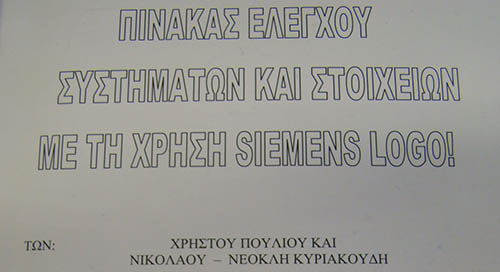 ΠΙΝΑΚΑΣ ΕΛΕΓΧΟΥ
ΣΥΣΤΗΜΑΤΩΝ ΚΑΙ ΣΤΟΙΧΕΙΩΝ
ΜΕ ΤΗ ΧΡΗΣΗ SIEMENS LOGO!
ΤΩΝ: ΧΡΗΣΤΟΥ ΠΟΥΛΙΟΥ ΚΑΙ
ΝΙΚΟΛΑΟΥ – ΝΕΟΚΛΗ ΚΥΡΙΑΚΟΥΔΗ